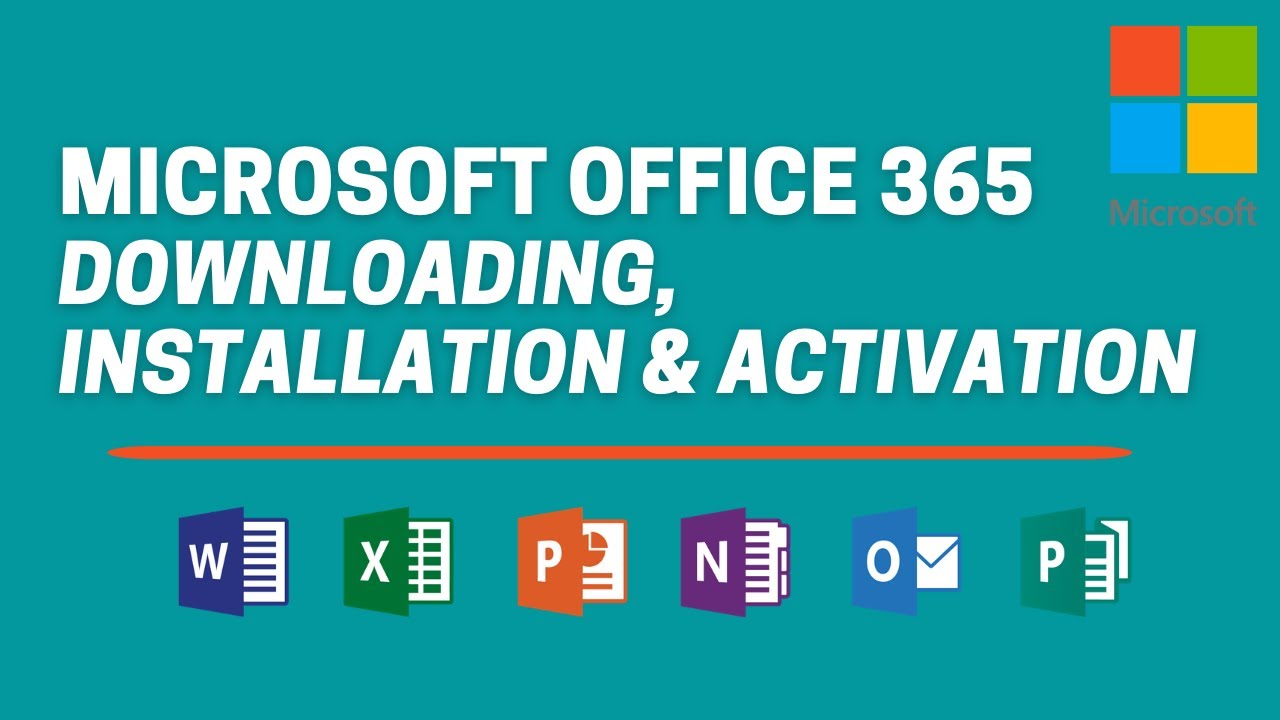 MICROSOFT OFFICE 365
DOWNLOADING,
INSTALLATION & ACTIVATION
Microsoft
W X P N O P